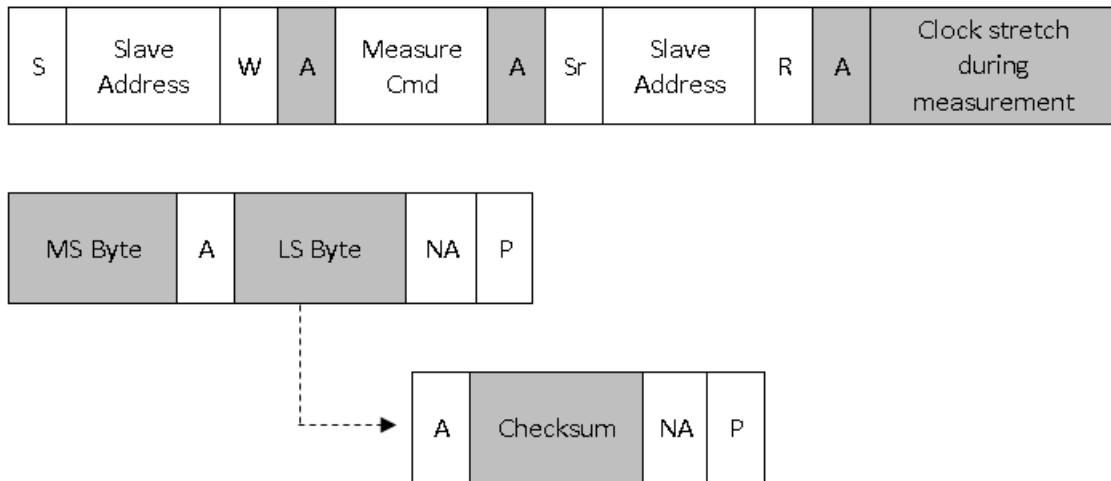 S Slave Address W A Measure Cmd A Sr Slave Address R A Clock stretch during measurement
MS Byte A LS Byte NA P
A Checksum NA P